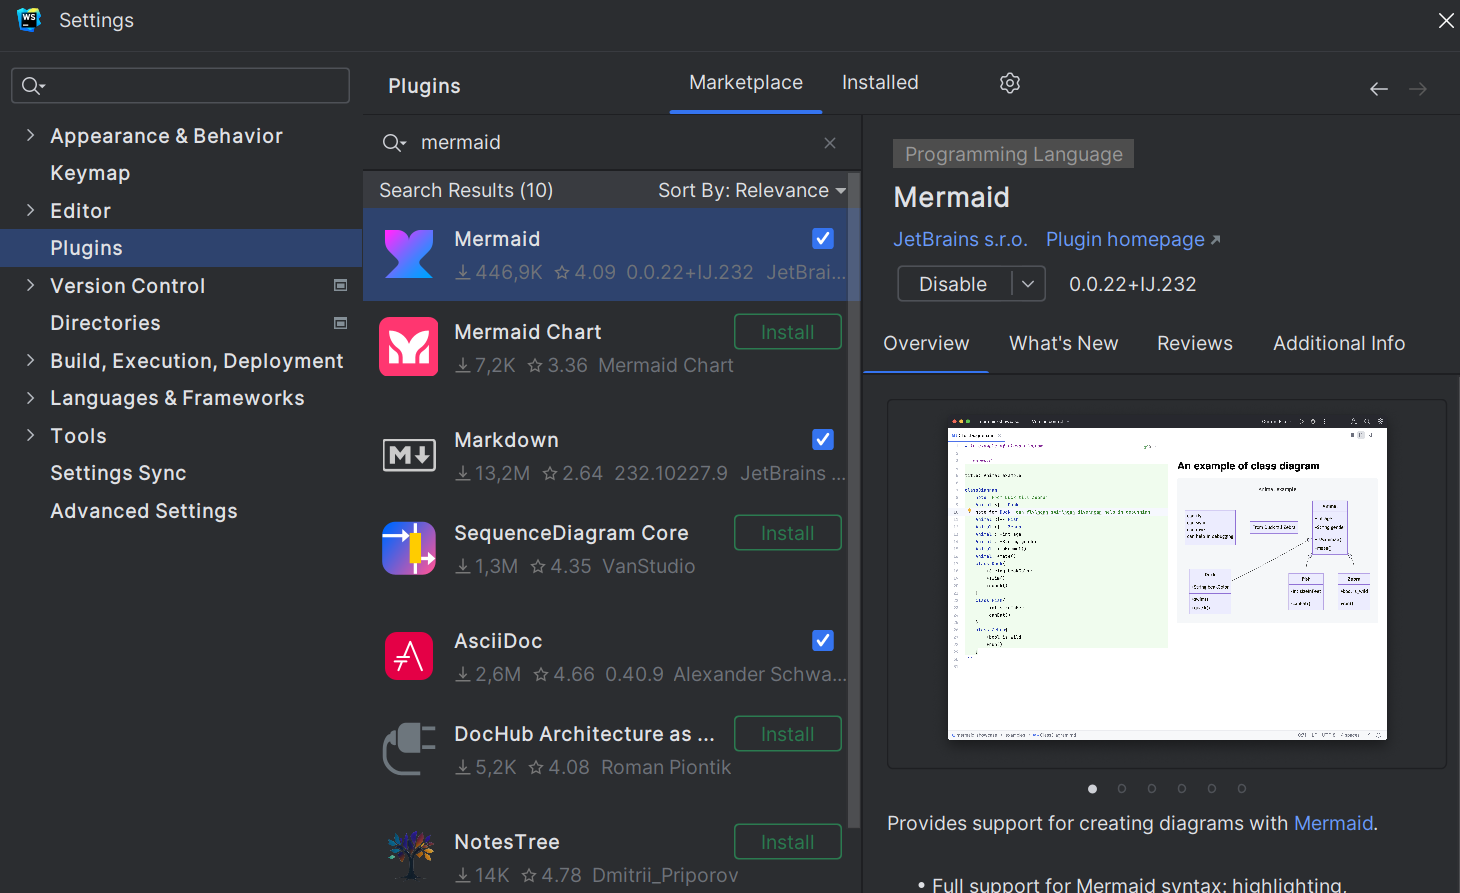 WS
Settings
Appearance & Behavior
Keymap
Editor
Plugins
Version Control
Directories
Build, Execution, Deployment
Languages & Frameworks
Tools
Settings Sync
Advanced Settings
Plugins
Marketplace
Installed
mermaid
Search Results (10)
Sort By: Relevance
Mermaid
446,9K 4.09 0.0.22+IJ.232 JetBrai...
Mermaid Chart
Install
7,2K 3.36 Mermaid Chart
Markdown
13,2M 2.64 232.10227.9 JetBrains ...
SequenceDiagram Core
Install
1,3M 4.35 VanStudio
AsciiDoc
2,6M 4.66 0.40.9 Alexander Schwa...
DocHub Architecture as ...
Install
5,2K 4.08 Roman Piontik
NotesTree
Install
14K 4.78 Dmitrii_Priporov
Programming Language
Mermaid
JetBrains s.r.o. Plugin homepage
Disable
0.0.22+IJ.232
Overview
What's New
Reviews
Additional Info
An example of class diagram
Provides support for creating diagrams with Mermaid.
• Full support for Mermaid syntax: highlighting,